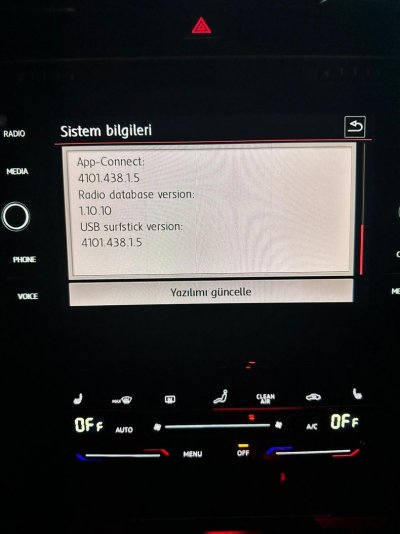 RADIO
MEDIA
PHONE
VOICE
Sistem bilgileri
App-Connect:
4101.438.1.5
Radio database version:
1.10.10
USB surfstick version:
4101.438.1.5
Yazılımı güncelle
MAX
CLEAN
AIR
OFF
AUTO
A/C
OFF
MENU
OFF